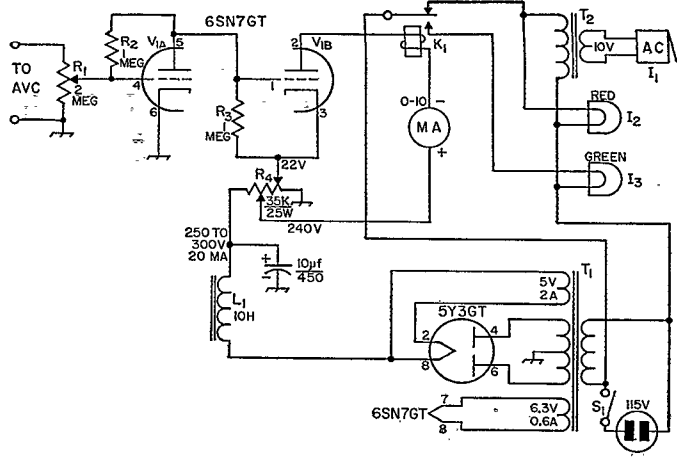 6SN7GT
TO
AVC
R1
2
MEG
R2
1
MEG
V1A
5
4
6
R3
1
MEG
V1B
2
1
3
K1
0-10
-
MA
+
T2
10V
AC
I1
RED
I2
GREEN
I3
22V
R4
35K
25W
240V
250 TO
300V
20 MA
+
-
10µf
450
L1
10H
T1
5V
2A
5Y3GT
2
8
4
6
6SN7GT
7
8
6.3V
0.6A
S1
115V